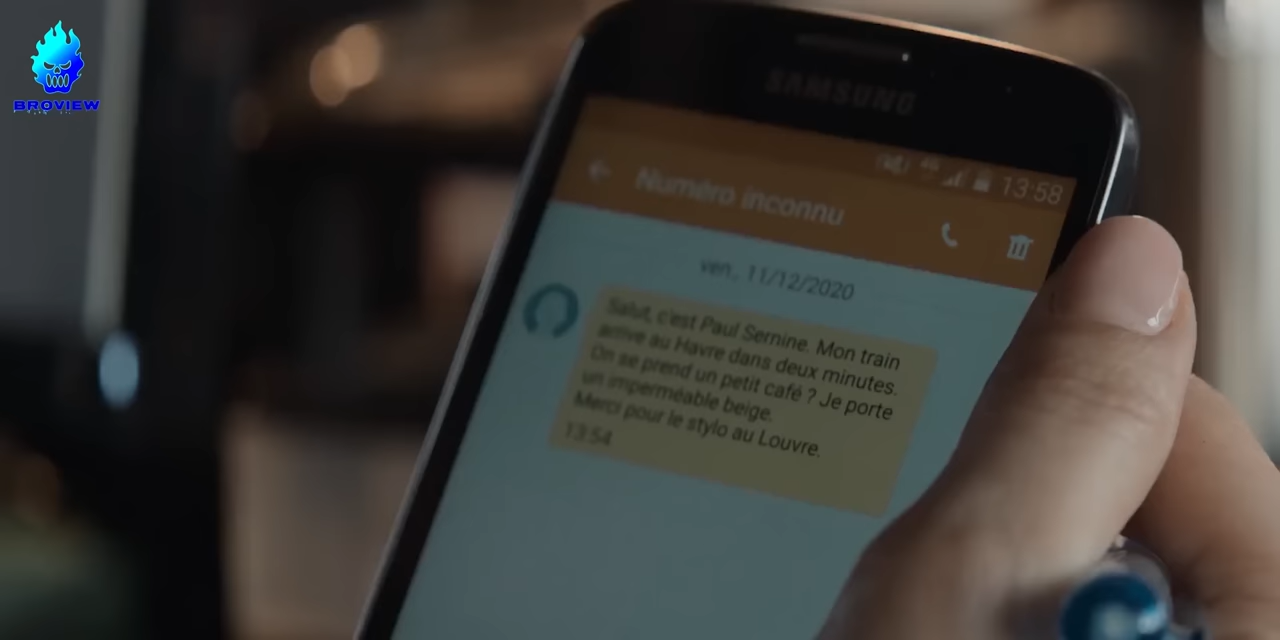 BROVIEW
SAMSUNG
4G 13:58
Numéro inconnu
ven., 11/12/2020
Salut, c'est Paul Sernine. Mon train
arrive au Havre dans deux minutes.
On se prend un petit café ? Je porte
un imperméable beige.
Merci pour le stylo au Louvre.
13:54